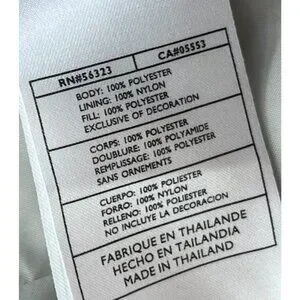 RN#56323 CA#05553
BODY: 100% POLYESTER
LINING: 100% NYLON
FILL: 100% POLYESTER
EXCLUSIVE OF DECORATION
CORPS: 100% POLYESTER
DOUBLURE: 100% POLYAMIDE
REMPLISSAGE: 100% POLYESTER
SANS ORNEMENTS
CUERPO: 100% POLIESTER
FORRO: 100% NYLON
RELLENO: 100% POLIESTER
NO INCLUYE LA DECORACION
FABRIQUE EN THAILANDE
HECHO EN TAILANDIA
MADE IN THAILAND